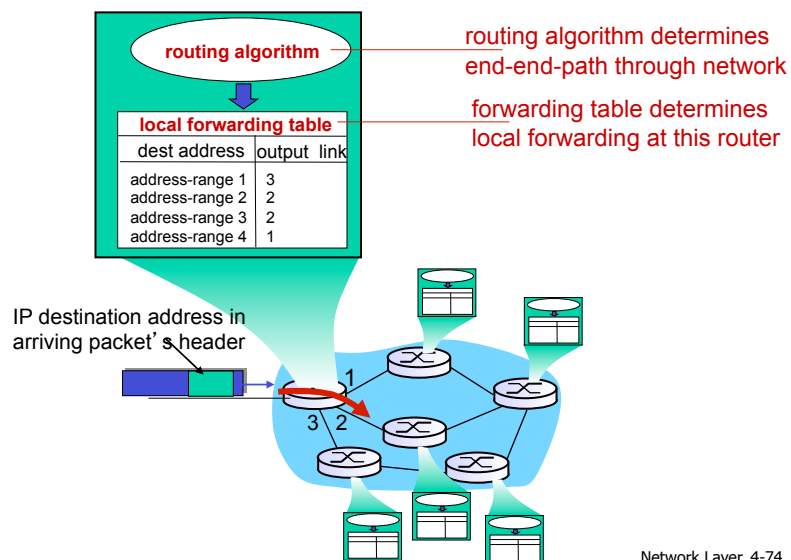 routing algorithm
routing algorithm determines
end-end-path through network
local forwarding table
forwarding table determines
local forwarding at this router
dest address output link
address-range 1 3
address-range 2 2
address-range 3 2
address-range 4 1
IP destination address in
arriving packet's header
1
3 2
Network Layer 4-74